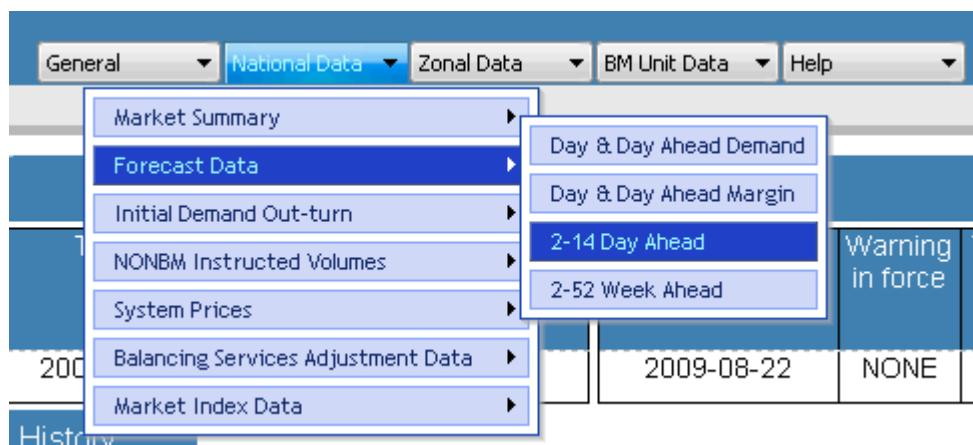 General
National Data
Zonal Data
BM Unit Data
Help
Market Summary
Forecast Data
Initial Demand Out-turn
NONBM Instructed Volumes
System Prices
Balancing Services Adjustment Data
Market Index Data
Day & Day Ahead Demand
Day & Day Ahead Margin
2-14 Day Ahead
2-52 Week Ahead
Warning
in force
2009-08-22
NONE
History